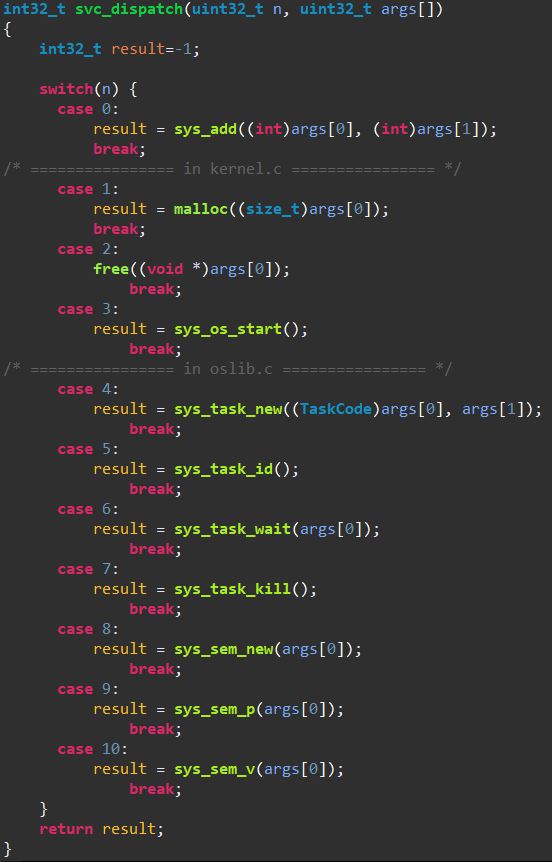 int32_t svc_dispatch(uint32_t n, uint32_t args[])
{
    int32_t result=-1;

    switch(n) {
      case 0:
          result = sys_add((int)args[0], (int)args[1]);
          break;
/* ================ in kernel.c ================ */
      case 1:
          result = malloc((size_t)args[0]);
          break;
      case 2:
          free((void *)args[0]);
              break;
      case 3:
          result = sys_os_start();
              break;
/* ================ in oslib.c ================ */
      case 4:
          result = sys_task_new((TaskCode)args[0], args[1]);
              break;
      case 5:
          result = sys_task_id();
              break;
      case 6:
          result = sys_task_wait(args[0]);
              break;
      case 7:
          result = sys_task_kill();
              break;
      case 8:
          result = sys_sem_new(args[0]);
              break;
      case 9:
          result = sys_sem_p(args[0]);
              break;
      case 10:
          result = sys_sem_v(args[0]);
              break;
    }
    return result;
}